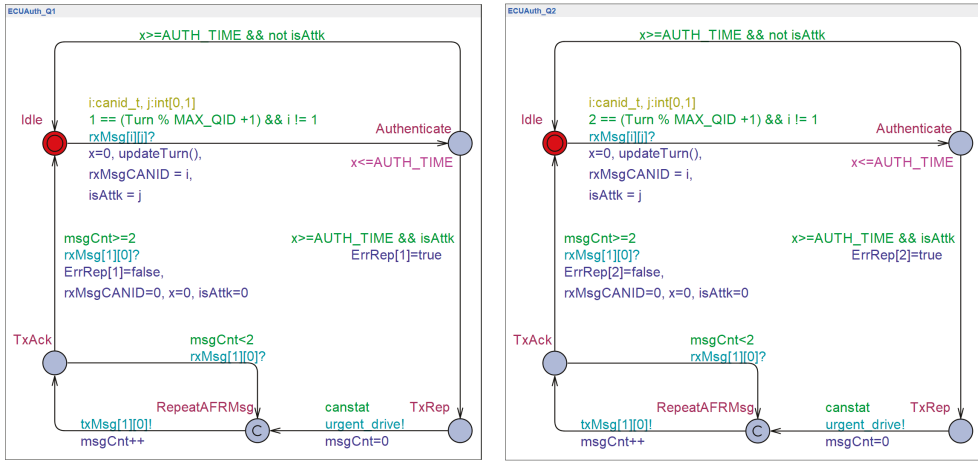 ECUAuth_Q1
x>=AUTH_TIME && not isAttk
i:canid_t, j:int[0,1]
1 == (Turn % MAX_QID +1) && i != 1
Idle
rxMsg[i][j]?
Authenticate
x=0, updateTurn(),
x<=AUTH_TIME
rxMsgCANID = i,
isAttk = j
msgCnt>=2
x>=AUTH_TIME && isAttk
rxMsg[1][0]?
ErrRep[1]=true
ErrRep[1]=false,
rxMsgCANID=0, x=0, isAttk=0
TxAck
msgCnt<2
rxMsg[1][0]?
RepeatAFRMsg
canstat
TxRep
txMsg[1][0]!
C
urgent_drive!
msgCnt++
msgCnt=0
ECUAuth_Q2
x>=AUTH_TIME && not isAttk
i:canid_t, j:int[0,1]
2 == (Turn % MAX_QID +1) && i != 1
Idle
rxMsg[i][j]?
Authenticate
x=0, updateTurn(),
x<=AUTH_TIME
rxMsgCANID = i,
isAttk = j
msgCnt>=2
x>=AUTH_TIME && isAttk
rxMsg[1][0]?
ErrRep[2]=true
ErrRep[2]=false,
rxMsgCANID=0, x=0, isAttk=0
TxAck
msgCnt<2
rxMsg[1][0]?
RepeatAFRMsg
canstat
TxRep
txMsg[1][0]!
C
urgent_drive!
msgCnt++
msgCnt=0